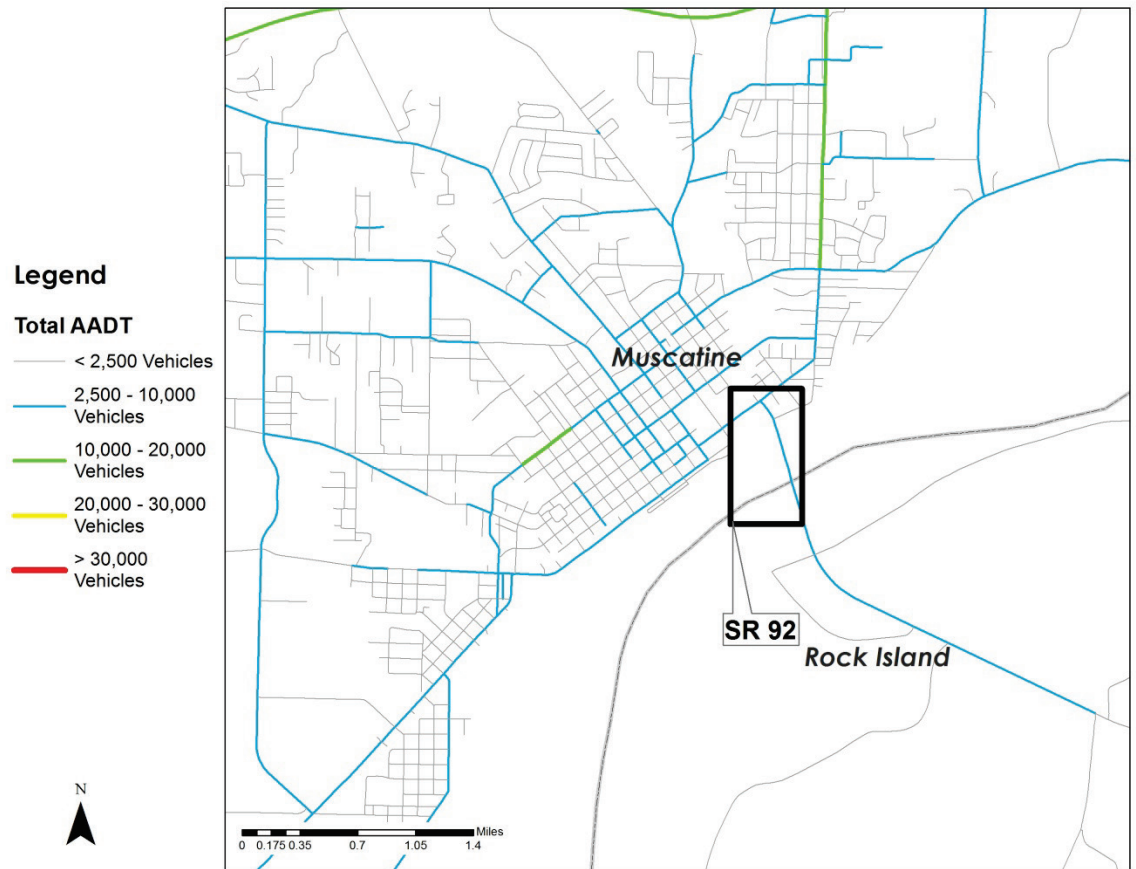 Legend
Total AADT
< 2,500 Vehicles
2,500 - 10,000
Vehicles
10,000 - 20,000
Vehicles
20,000 - 30,000
Vehicles
> 30,000
Vehicles
N
Muscatine
SR 92
Rock Island
Miles
0 0.175 0.35 0.7 1.05 1.4